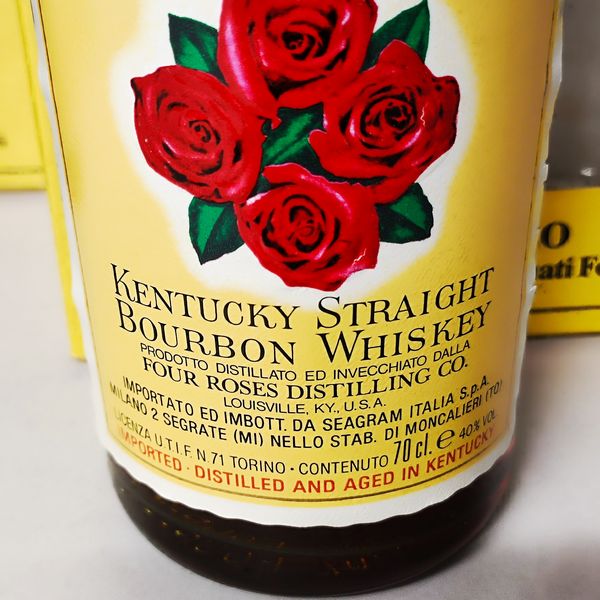 KENTUCKY STRAIGHT
BOURBON WHISKEY
PRODOTTO DISTILLATO ED INVECCHIATO DALLA
FOUR ROSES DISTILLING CO.
LOUISVILLE, KY., U.S.A.
IMPORTATO ED IMBOTT. DA SEAGRAM ITALIA S.P.A.
MILANO 2 SEGRATE (MI) NELLO STAB. DI MONCALIERI (TO)
LICENZA U.T.I.F. N.71 TORINO · CONTENUTO 70 cl. e 40% VOL.
IMPORTED · DISTILLED AND AGED IN KENTUCKY